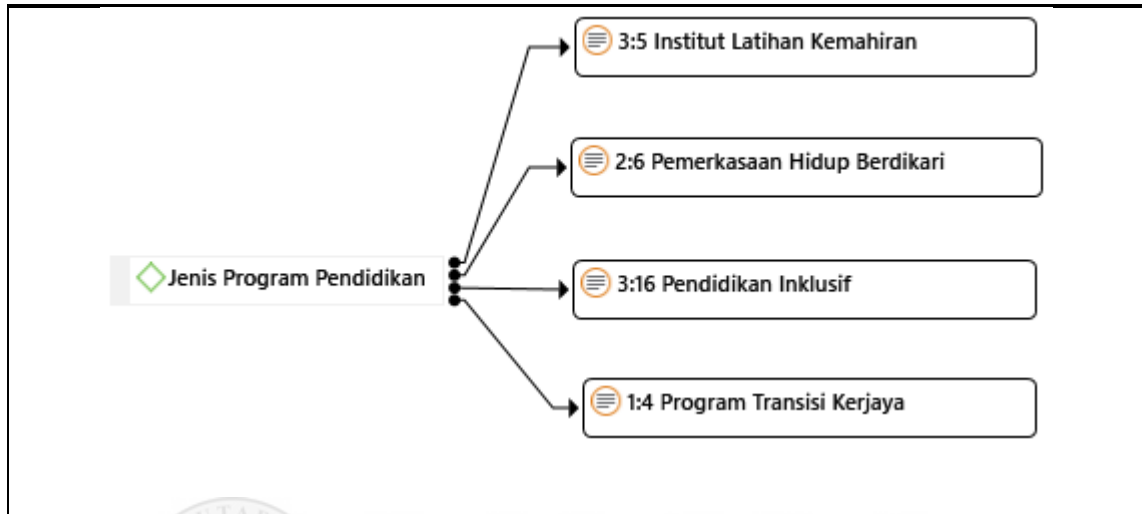 3:5 Institut Latihan Kemahiran
2:6 Pemerkasaan Hidup Berdikari
Jenis Program Pendidikan
3:16 Pendidikan Inklusif
1:4 Program Transisi Kerjaya